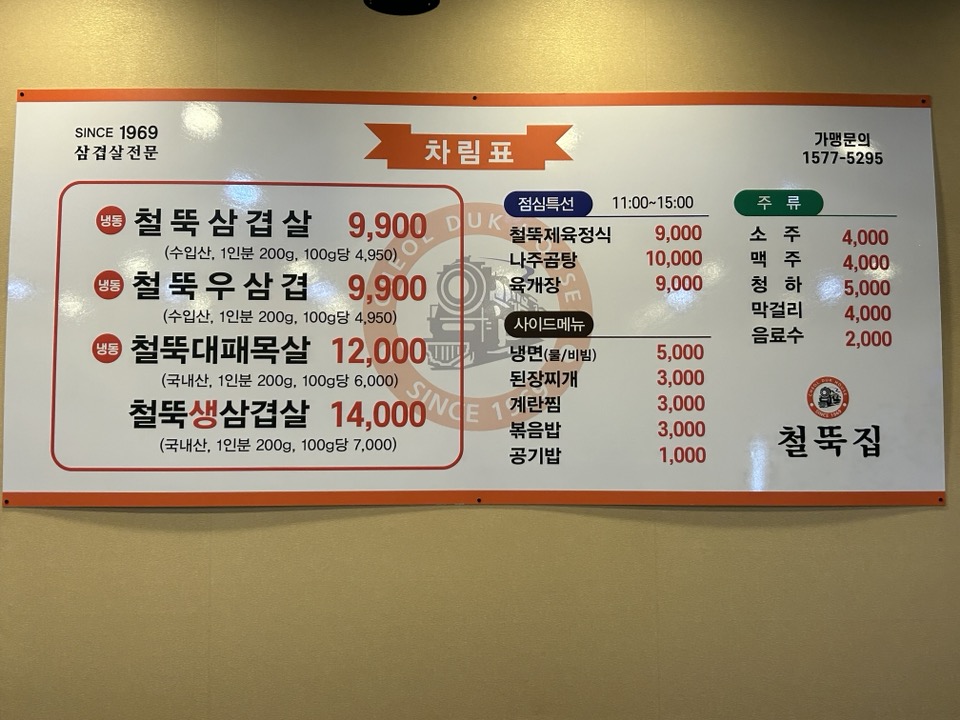 SINCE 1969
삼겹살전문
차림표
가맹문의
1577-5295
냉동 철뚝삼겹살 9,900
(수입산, 1인분 200g, 100g당 4,950)
냉동 철뚝우삼겹 9,900
(수입산, 1인분 200g, 100g당 4,950)
냉동 철뚝대패목살 12,000
(국내산, 1인분 200g, 100g당 6,000)
철뚝생삼겹살 14,000
(국내산, 1인분 200g, 100g당 7,000)
점심특선 11:00~15:00
철뚝제육정식 9,000
나주곰탕 10,000
육개장 9,000
사이드메뉴
냉면(물/비빔) 5,000
된장찌개 3,000
계란찜 3,000
볶음밥 3,000
공기밥 1,000
주 류
소 주 4,000
맥 주 4,000
청 하 5,000
막걸리 4,000
음료수 2,000
철뚝집